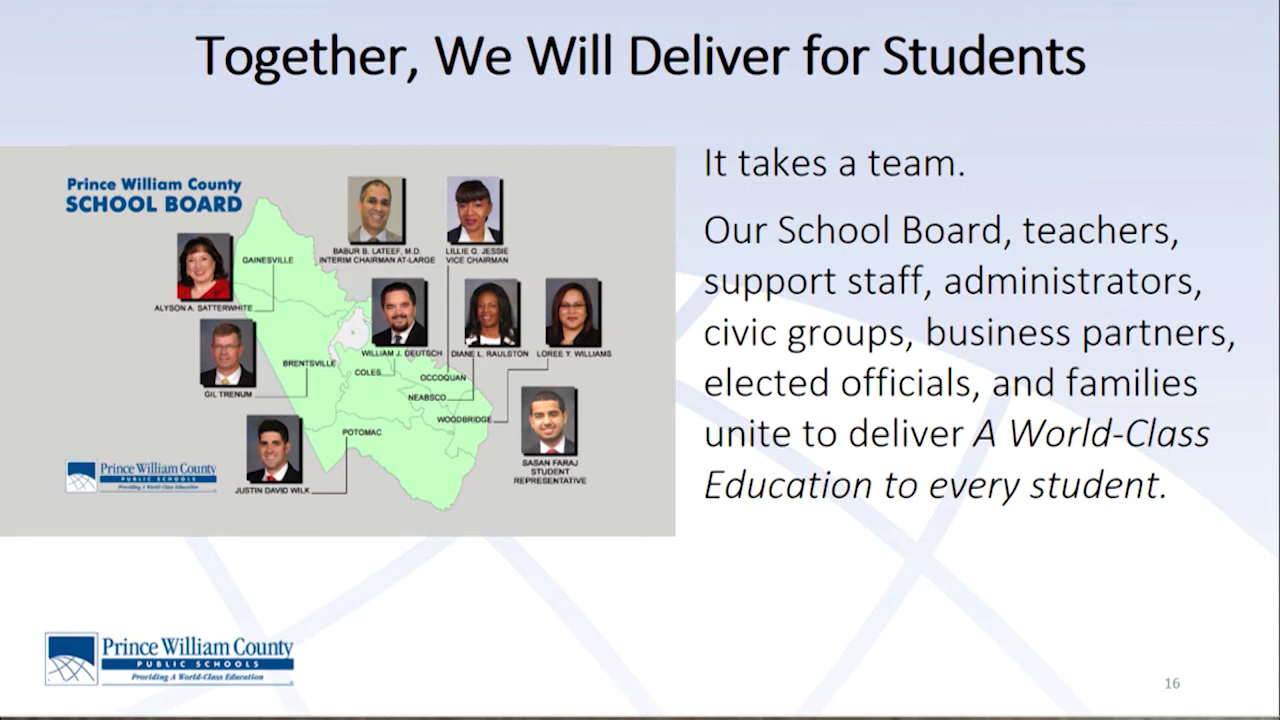 Together, We Will Deliver for Students
Prince William County
SCHOOL BOARD
BABUR B. LATEEF, M.D.
INTERIM CHAIRMAN AT-LARGE
LILLIE G. JESSIE
VICE CHAIRMAN
GAINESVILLE
ALYSON A. SATTERWHITE
WILLIAM J. DEUTSCH
DIANE L. RAULSTON
LOREE Y. WILLIAMS
BRENTSVILLE
COLES
OCCOQUAN
GIL TRENUM
NEABSCO
WOODBRIDGE
POTOMAC
SASAN FARAJ
STUDENT
REPRESENTATIVE
JUSTIN DAVID WILK
Prince William County
PUBLIC SCHOOLS
Providing A World-Class Education
It takes a team.
Our School Board, teachers,
support staff, administrators,
civic groups, business partners,
elected officials, and families
unite to deliver A World-Class
Education to every student.
Prince William County
PUBLIC SCHOOLS
Providing A World-Class Education
16